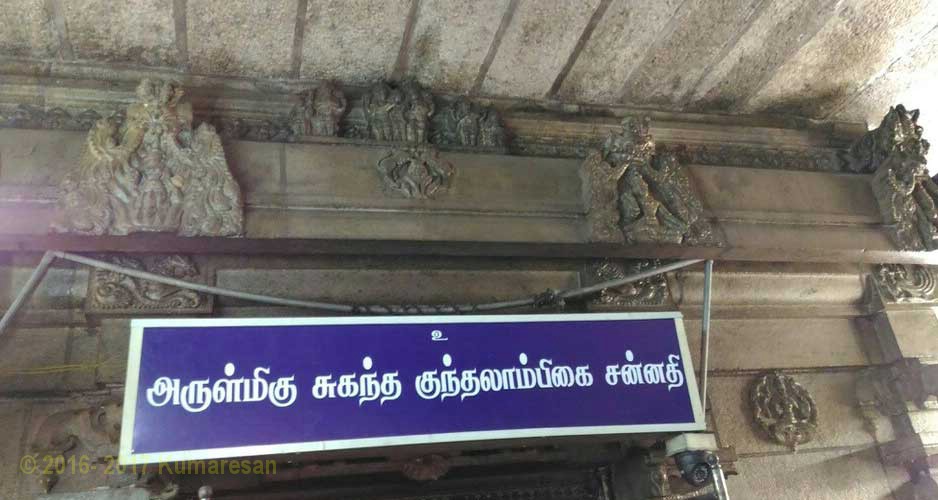 உ
அருள்மிகு சுகந்த குந்தலாம்பிகை சன்னதி
© 2016- 2017 Kumaresan